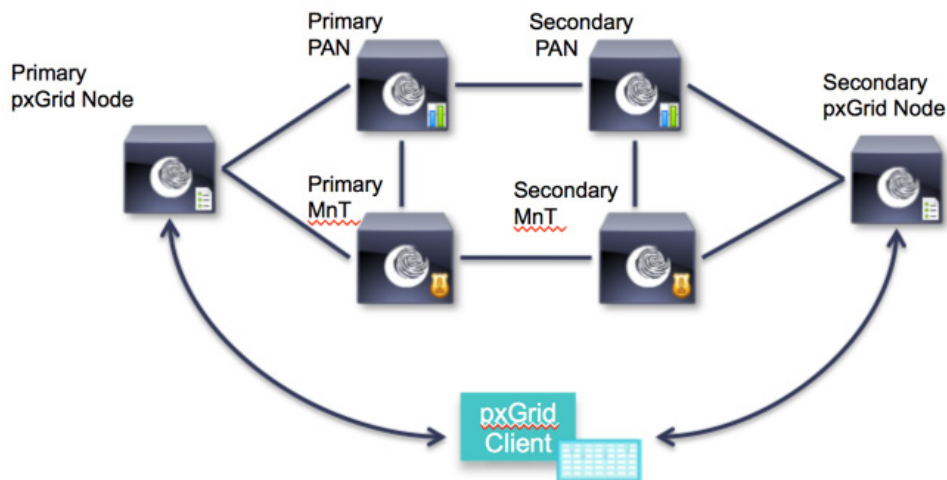 Primary
PAN
Secondary
PAN
Primary
pxGrid Node
Secondary
pxGrid Node
Primary
MnT
Secondary
MnT
pxGrid
Client